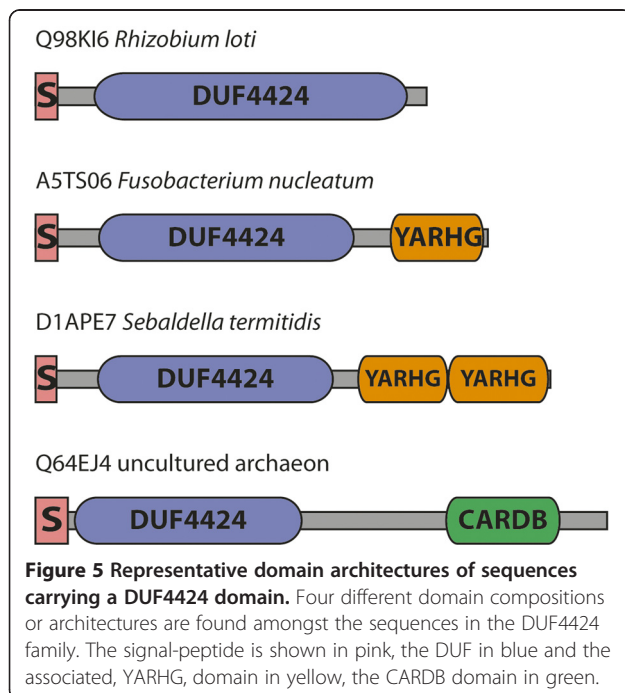 Q98KI6 Rhizobium loti
S DUF4424
A5TS06 Fusobacterium nucleatum
S DUF4424 YARHG
D1APE7 Sebaldella termitidis
S DUF4424 YARHG YARHG
Q64EJ4 uncultured archaeon
S DUF4424 CARDB
Figure 5 Representative domain architectures of sequences
carrying a DUF4424 domain. Four different domain compositions
or architectures are found amongst the sequences in the DUF4424
family. The signal-peptide is shown in pink, the DUF in blue and the
associated, YARHG, domain in yellow, the CARDB domain in green.